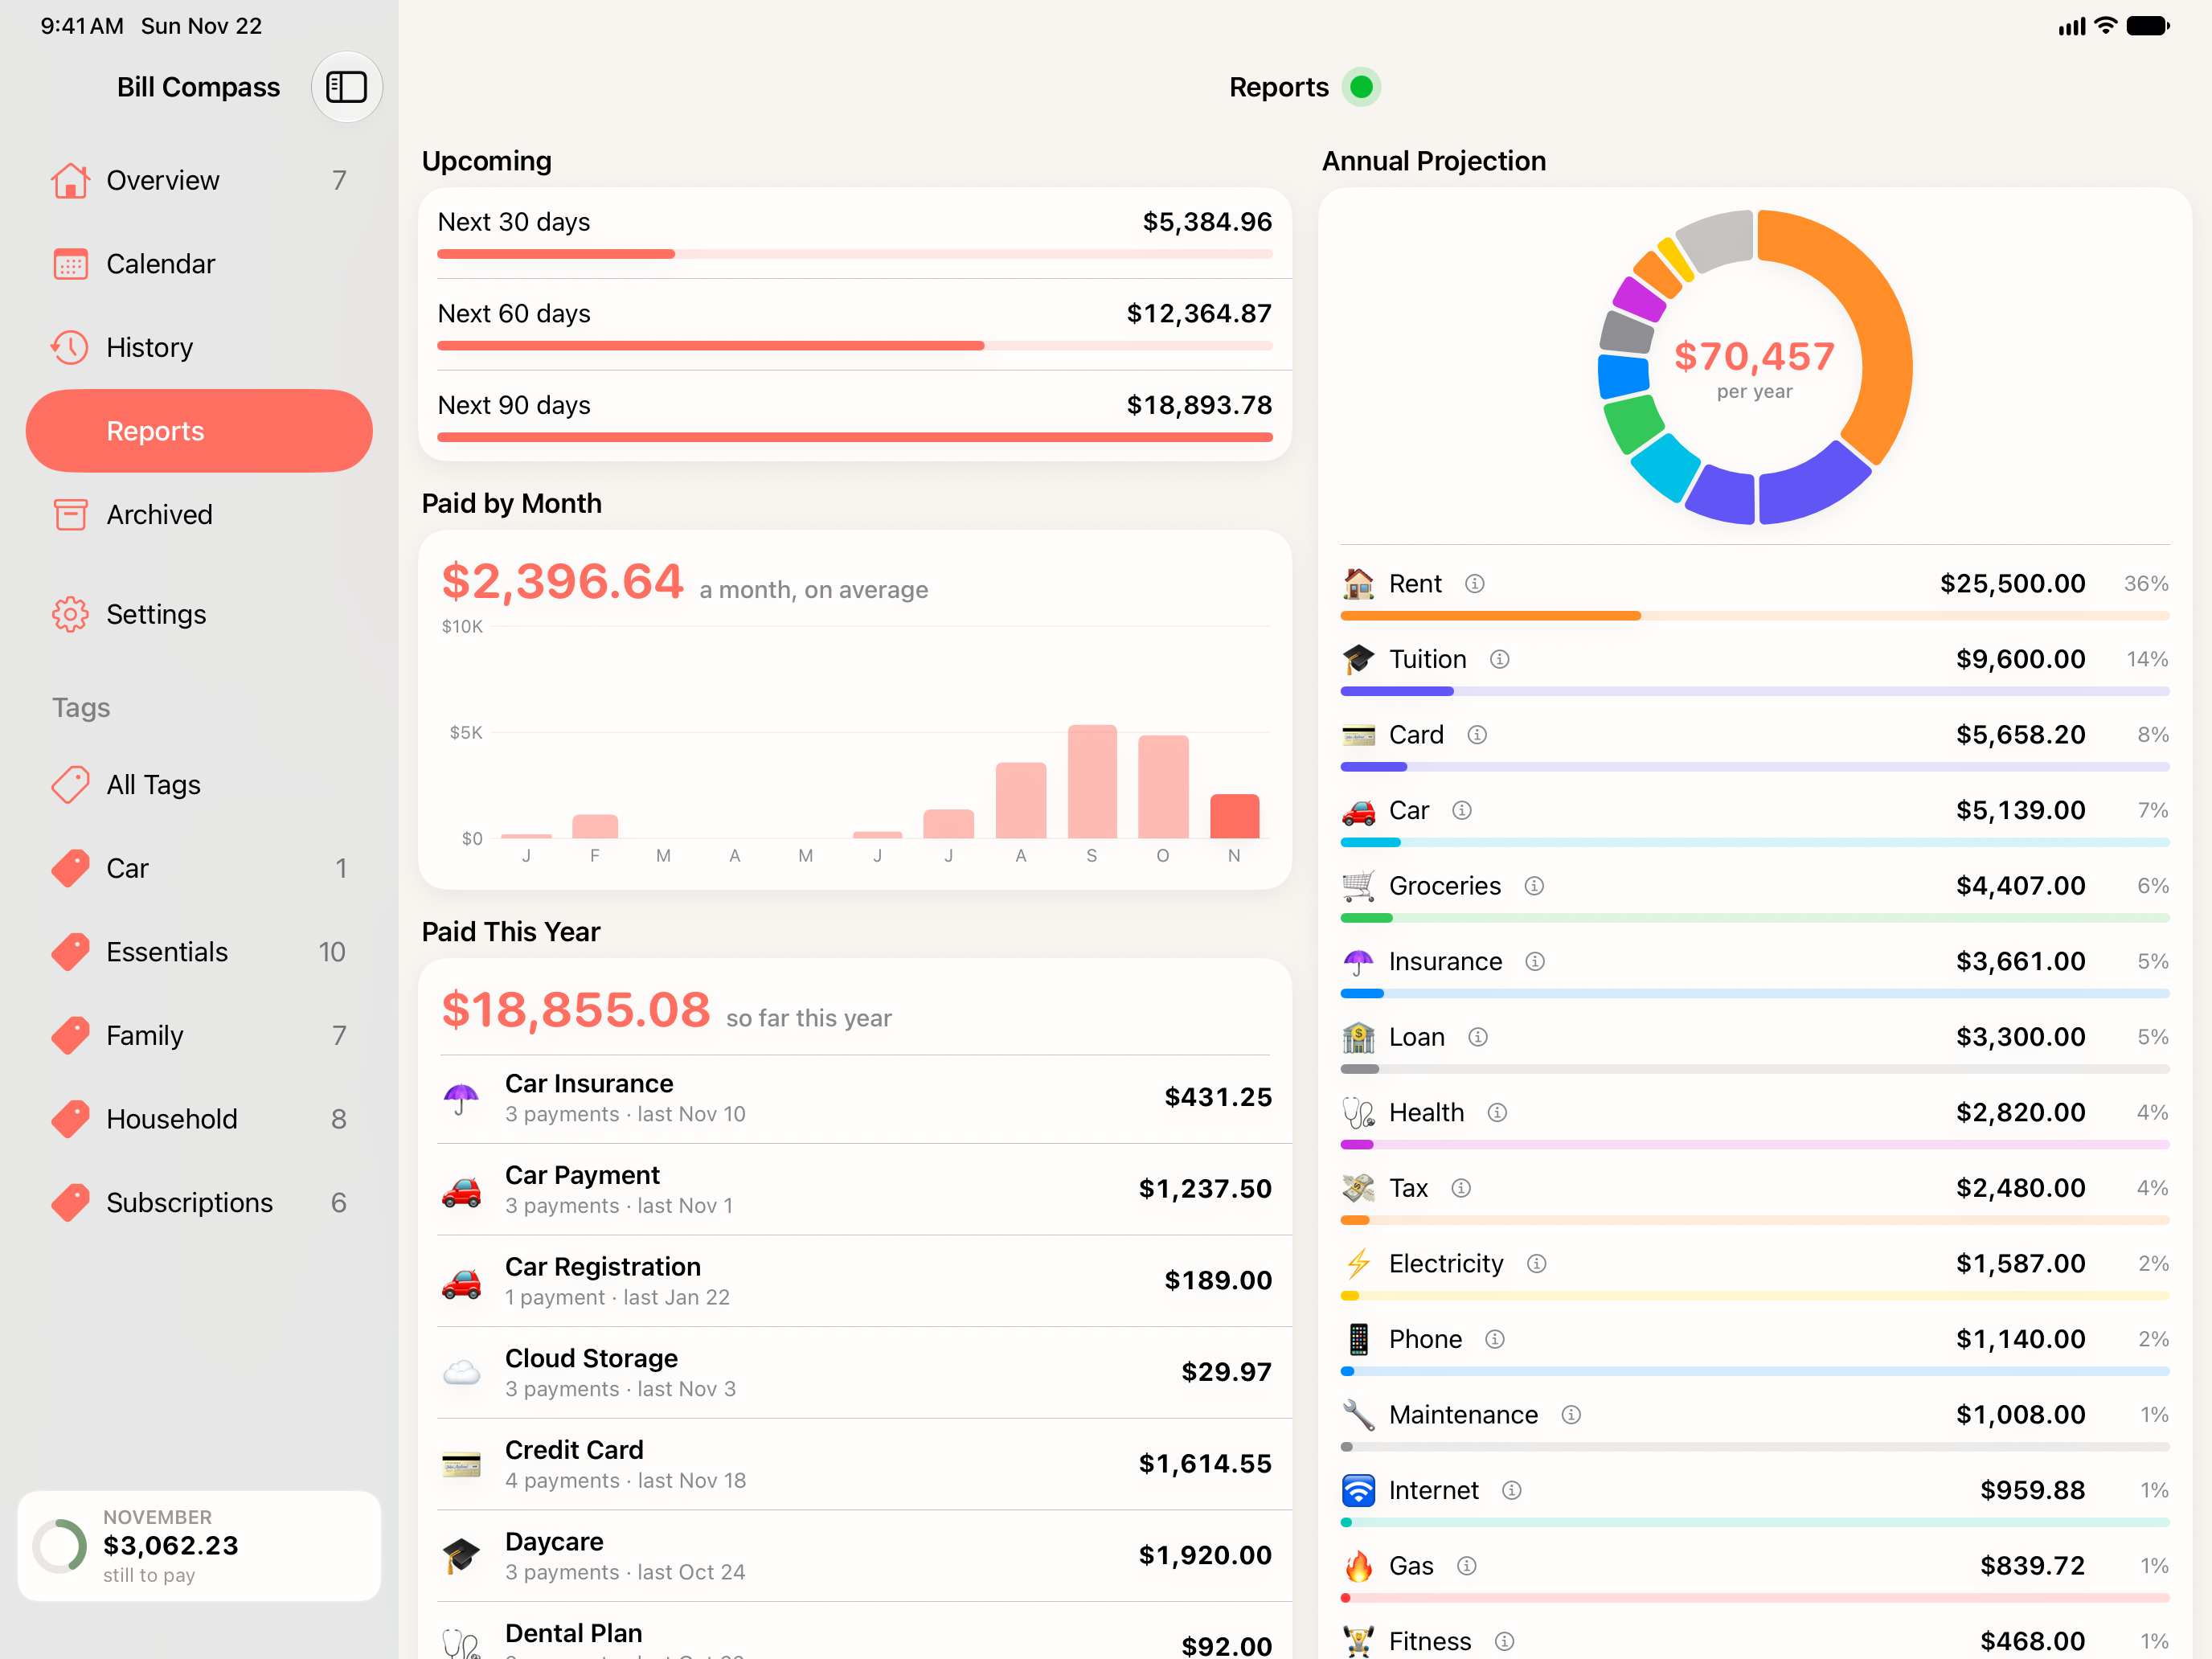 9:41 AM Sun Nov 22
Bill Compass
Overview 7
Calendar
History
Reports
Archived
Settings
Tags
All Tags
Car 1
Essentials 10
Family 7
Household 8
Subscriptions 6
NOVEMBER
$3,062.23
still to pay
Reports
Upcoming
Next 30 days $5,384.96
Next 60 days $12,364.87
Next 90 days $18,893.78
Paid by Month
$2,396.64 a month, on average
$10K
$5K
$0
J F M A M J J A S O N
Paid This Year
$18,855.08 so far this year
Car Insurance $431.25
3 payments · last Nov 10
Car Payment $1,237.50
3 payments · last Nov 1
Car Registration $189.00
1 payment · last Jan 22
Cloud Storage $29.97
3 payments · last Nov 3
Credit Card $1,614.55
4 payments · last Nov 18
Daycare $1,920.00
3 payments · last Oct 24
Dental Plan $92.00
Annual Projection
$70,457
per year
Rent $25,500.00 36%
Tuition $9,600.00 14%
Card $5,658.20 8%
Car $5,139.00 7%
Groceries $4,407.00 6%
Insurance $3,661.00 5%
Loan $3,300.00 5%
Health $2,820.00 4%
Tax $2,480.00 4%
Electricity $1,587.00 2%
Phone $1,140.00 2%
Maintenance $1,008.00 1%
Internet $959.88 1%
Gas $839.72 1%
Fitness $468.00 1%